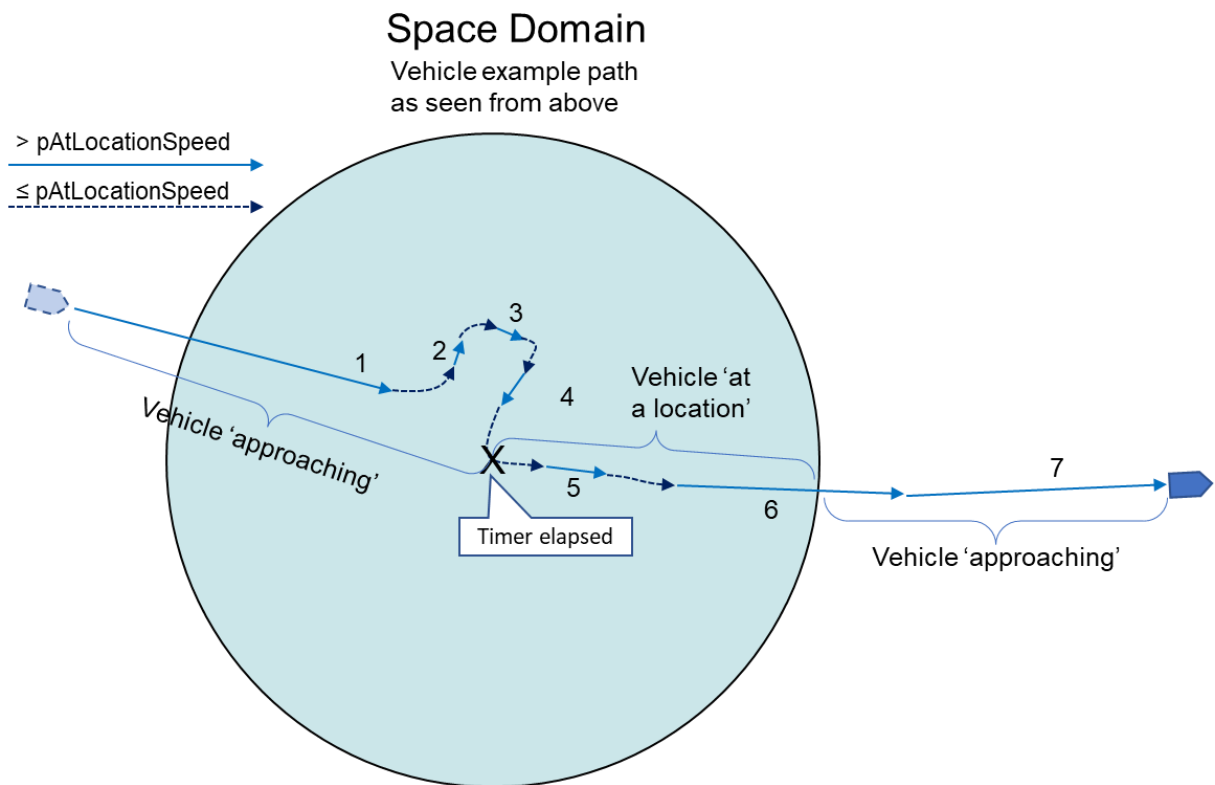 Space Domain
Vehicle example path
as seen from above
> pAtLocationSpeed
≤ pAtLocationSpeed
3
2
1
4
Vehicle ‘at
a location’
Vehicle ‘approaching’
X
5
6
7
Timer elapsed
Vehicle ‘approaching’